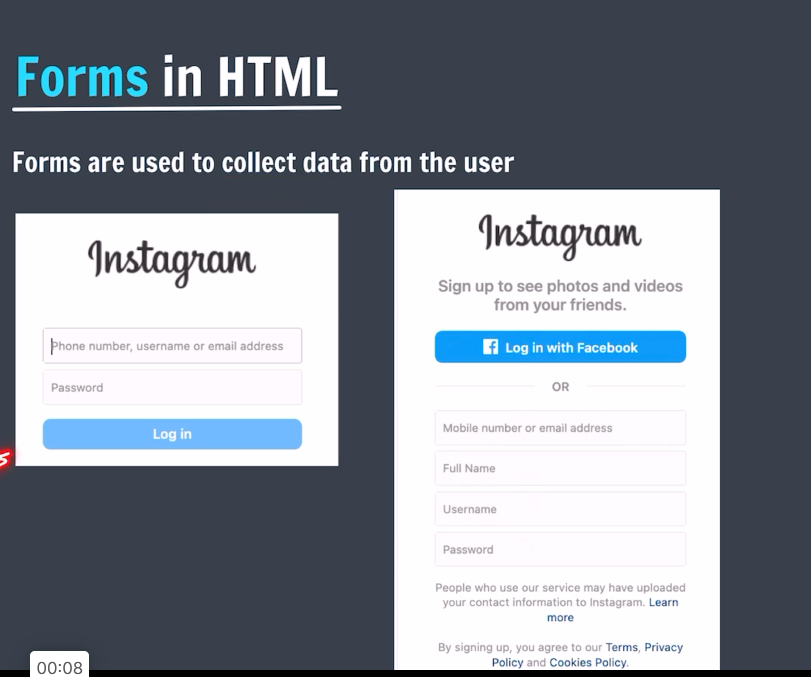 Forms in HTML
Forms are used to collect data from the user
Instagram
Phone number, username or email address
Password
Log in
Instagram
Sign up to see photos and videos
from your friends.
Log in with Facebook
OR
Mobile number or email address
Full Name
Username
Password
People who use our service may have uploaded
your contact information to Instagram. Learn
more
By signing up, you agree to our Terms, Privacy
Policy and Cookies Policy.
00:08